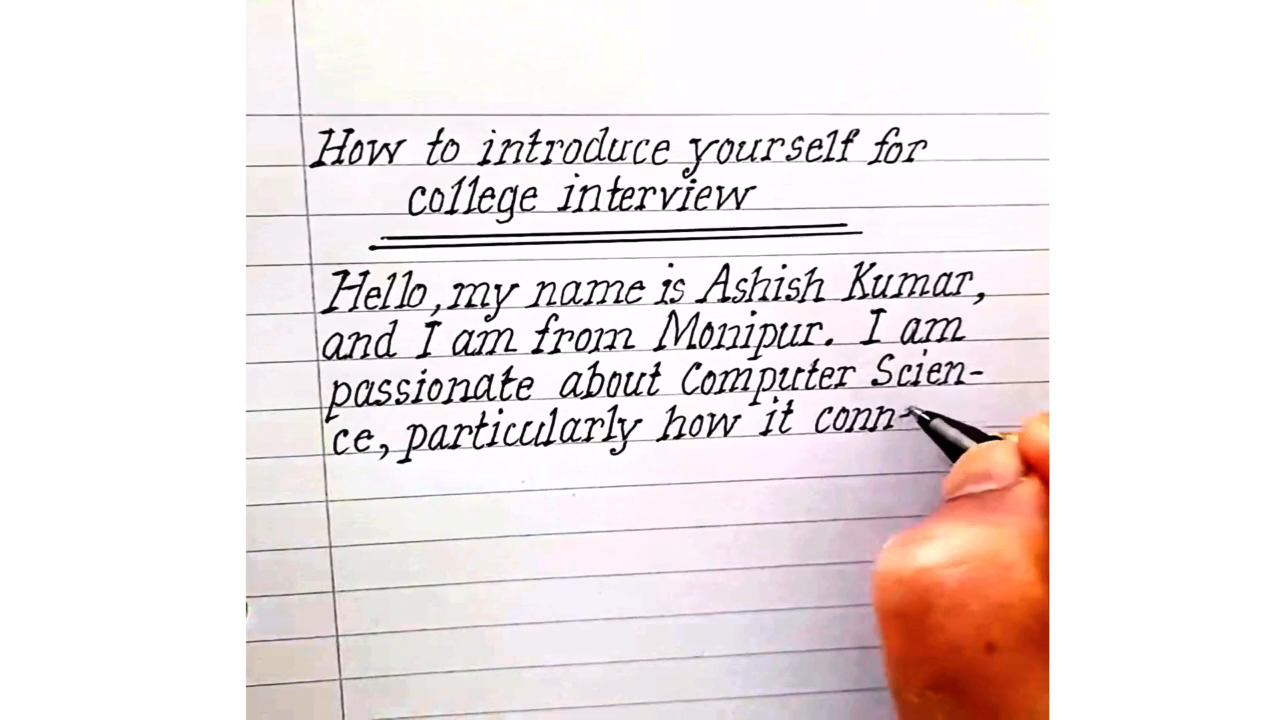 How to introduce yourself for
college interview
Hello, my name is Ashish Kumar,
and I am from Monipur. I am
passionate about Computer Scien-
ce, particularly how it conn-